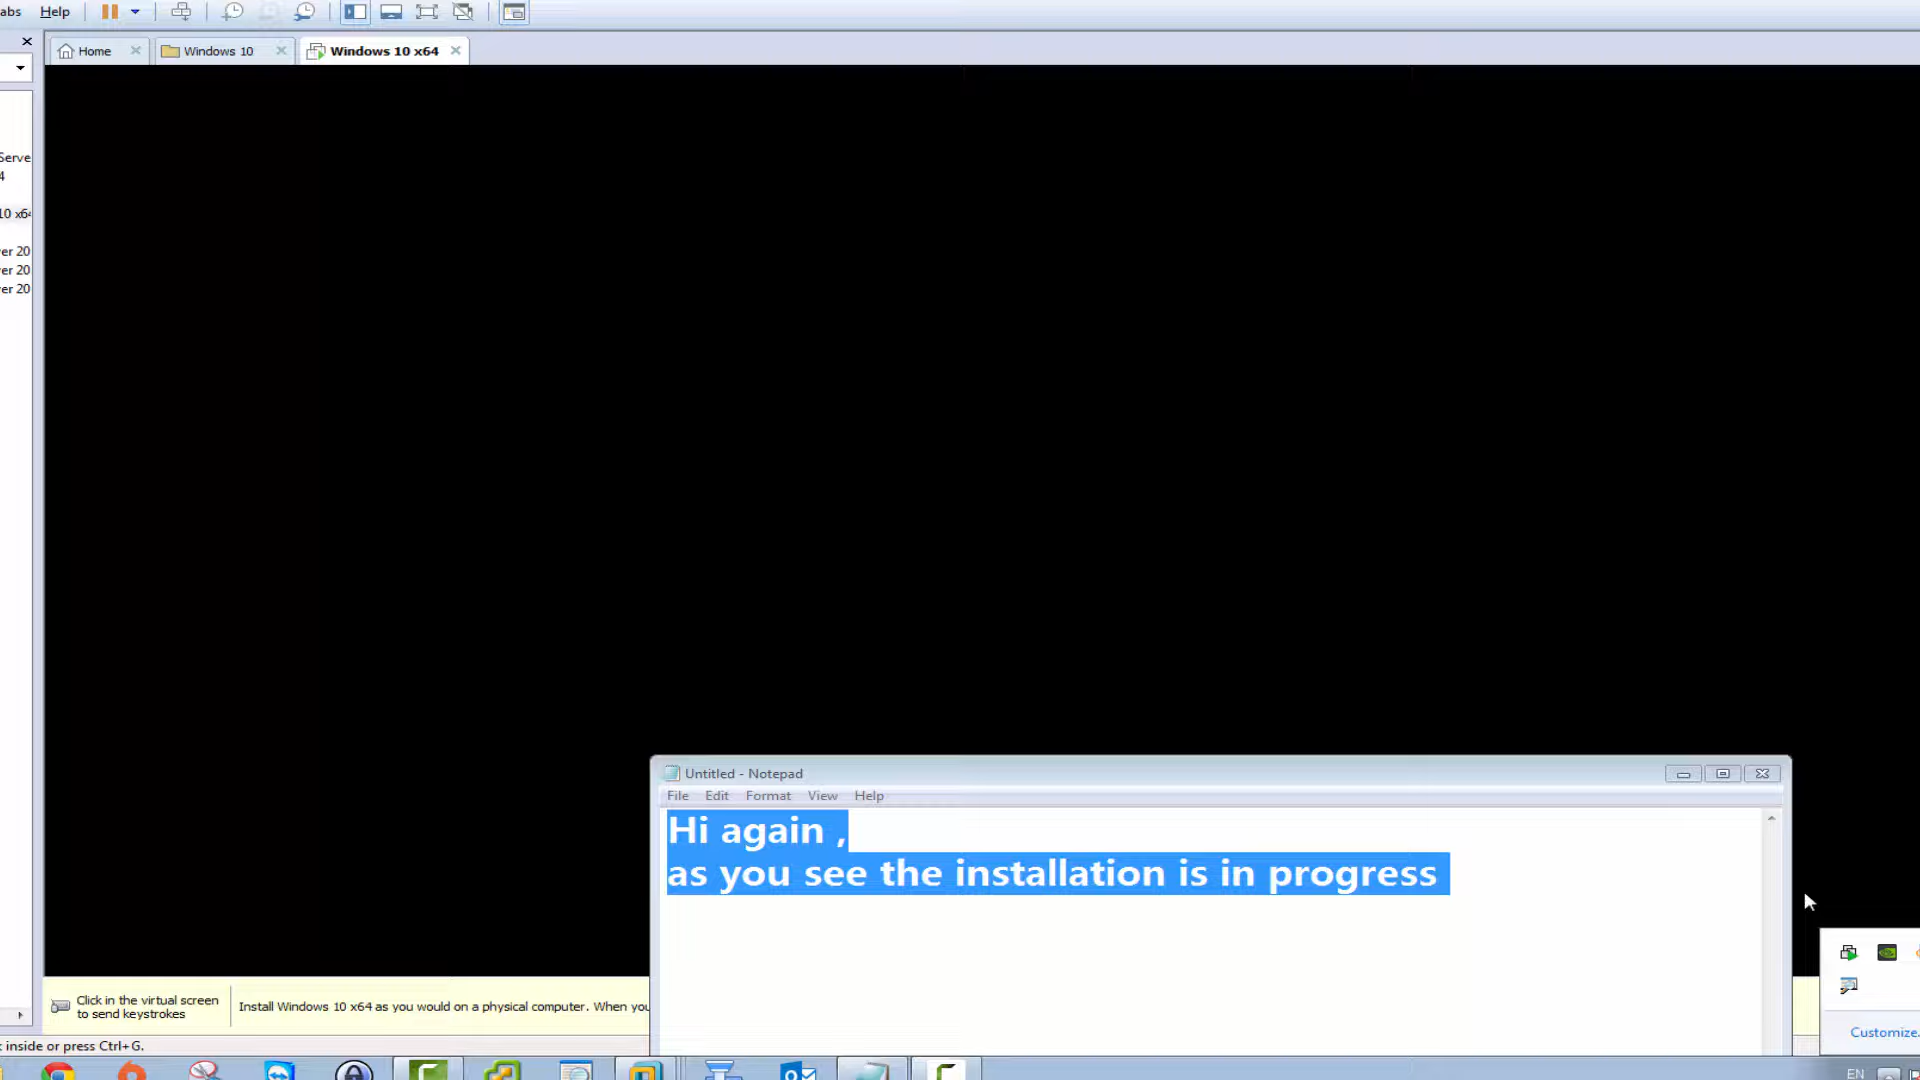 abs Help
Home Windows 10 Windows 10 x64
Serve
4
10 x64
er 20
er 20
er 20
Untitled - Notepad
File Edit Format View Help
Hi again ,
as you see the installation is in progress
Click in the virtual screen
to send keystrokes
Install Windows 10 x64 as you would on a physical computer. When you
inside or press Ctrl+G.
Customize.
EN